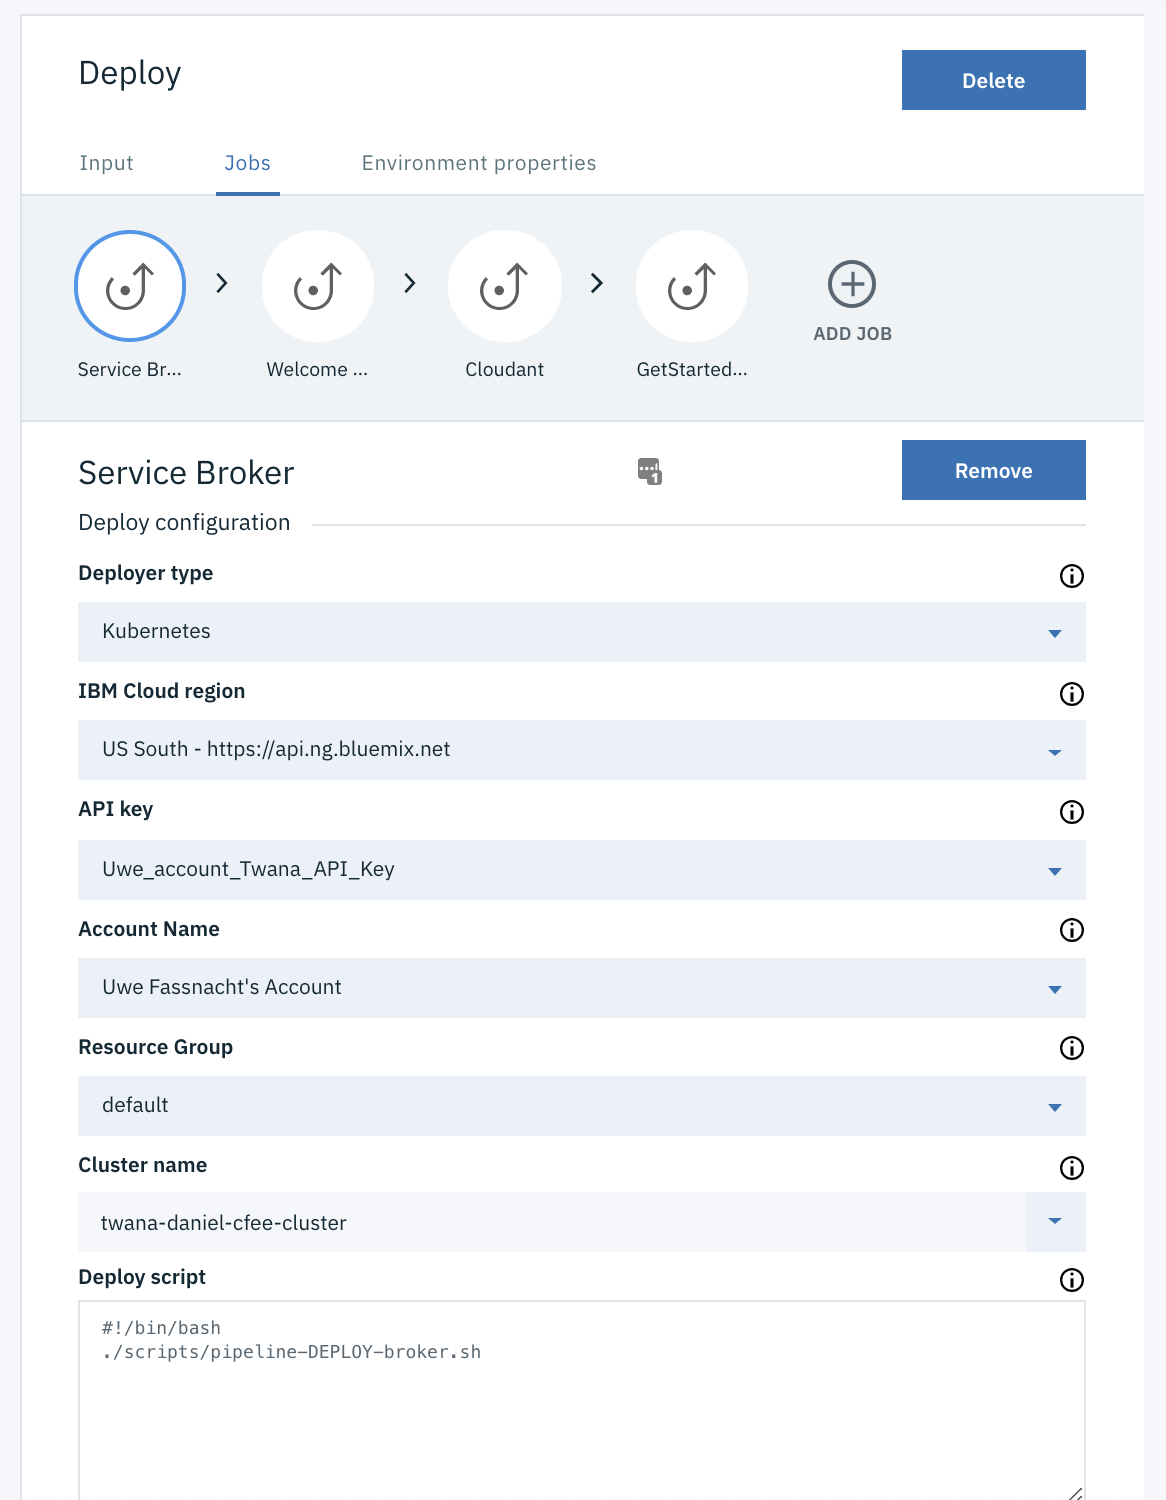 Deploy
Delete
Input
Jobs
Environment properties
Service Br...
Welcome ...
Cloudant
GetStarted...
ADD JOB
Service Broker
1
Remove
Deploy configuration
Deployer type
Kubernetes
IBM Cloud region
US South - https://api.ng.bluemix.net
API key
Uwe_account_Twana_API_Key
Account Name
Uwe Fassnacht's Account
Resource Group
default
Cluster name
twana-daniel-cfee-cluster
Deploy script
#!/bin/bash
./scripts/pipeline-DEPLOY-broker.sh